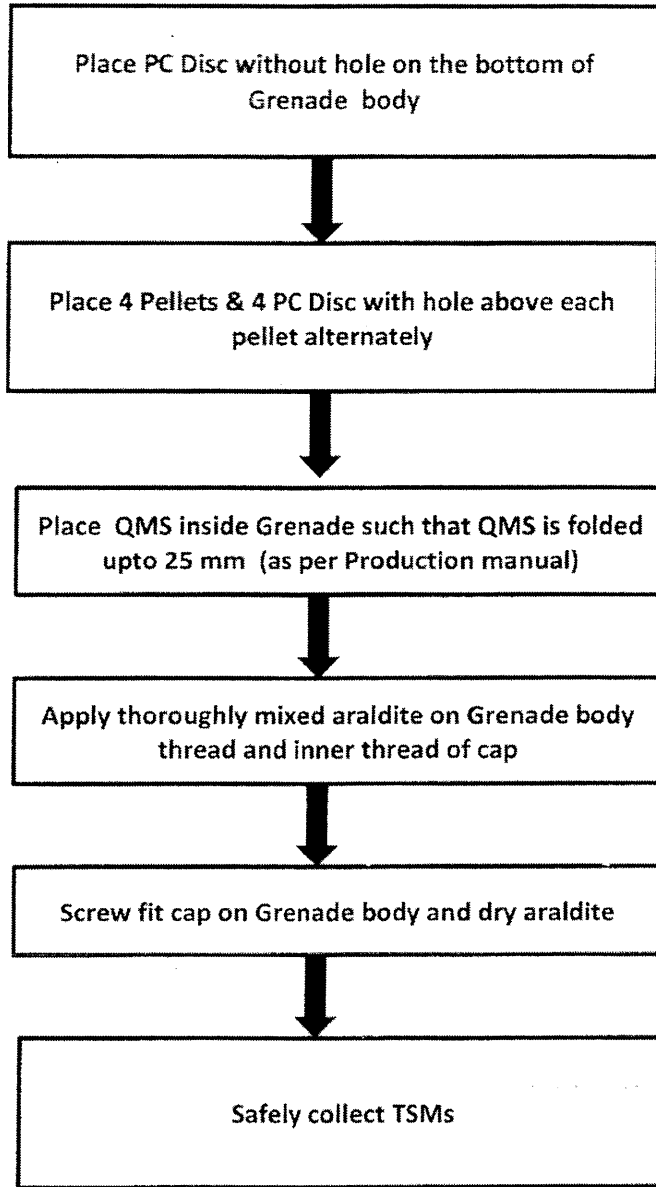 Place PC Disc without hole on the bottom of
Grenade body
Place 4 Pellets & 4 PC Disc with hole above each
pellet alternately
Place QMS inside Grenade such that QMS is folded
upto 25 mm (as per Production manual)
Apply thoroughly mixed araldite on Grenade body
thread and inner thread of cap
Screw fit cap on Grenade body and dry araldite
Safely collect TSMs